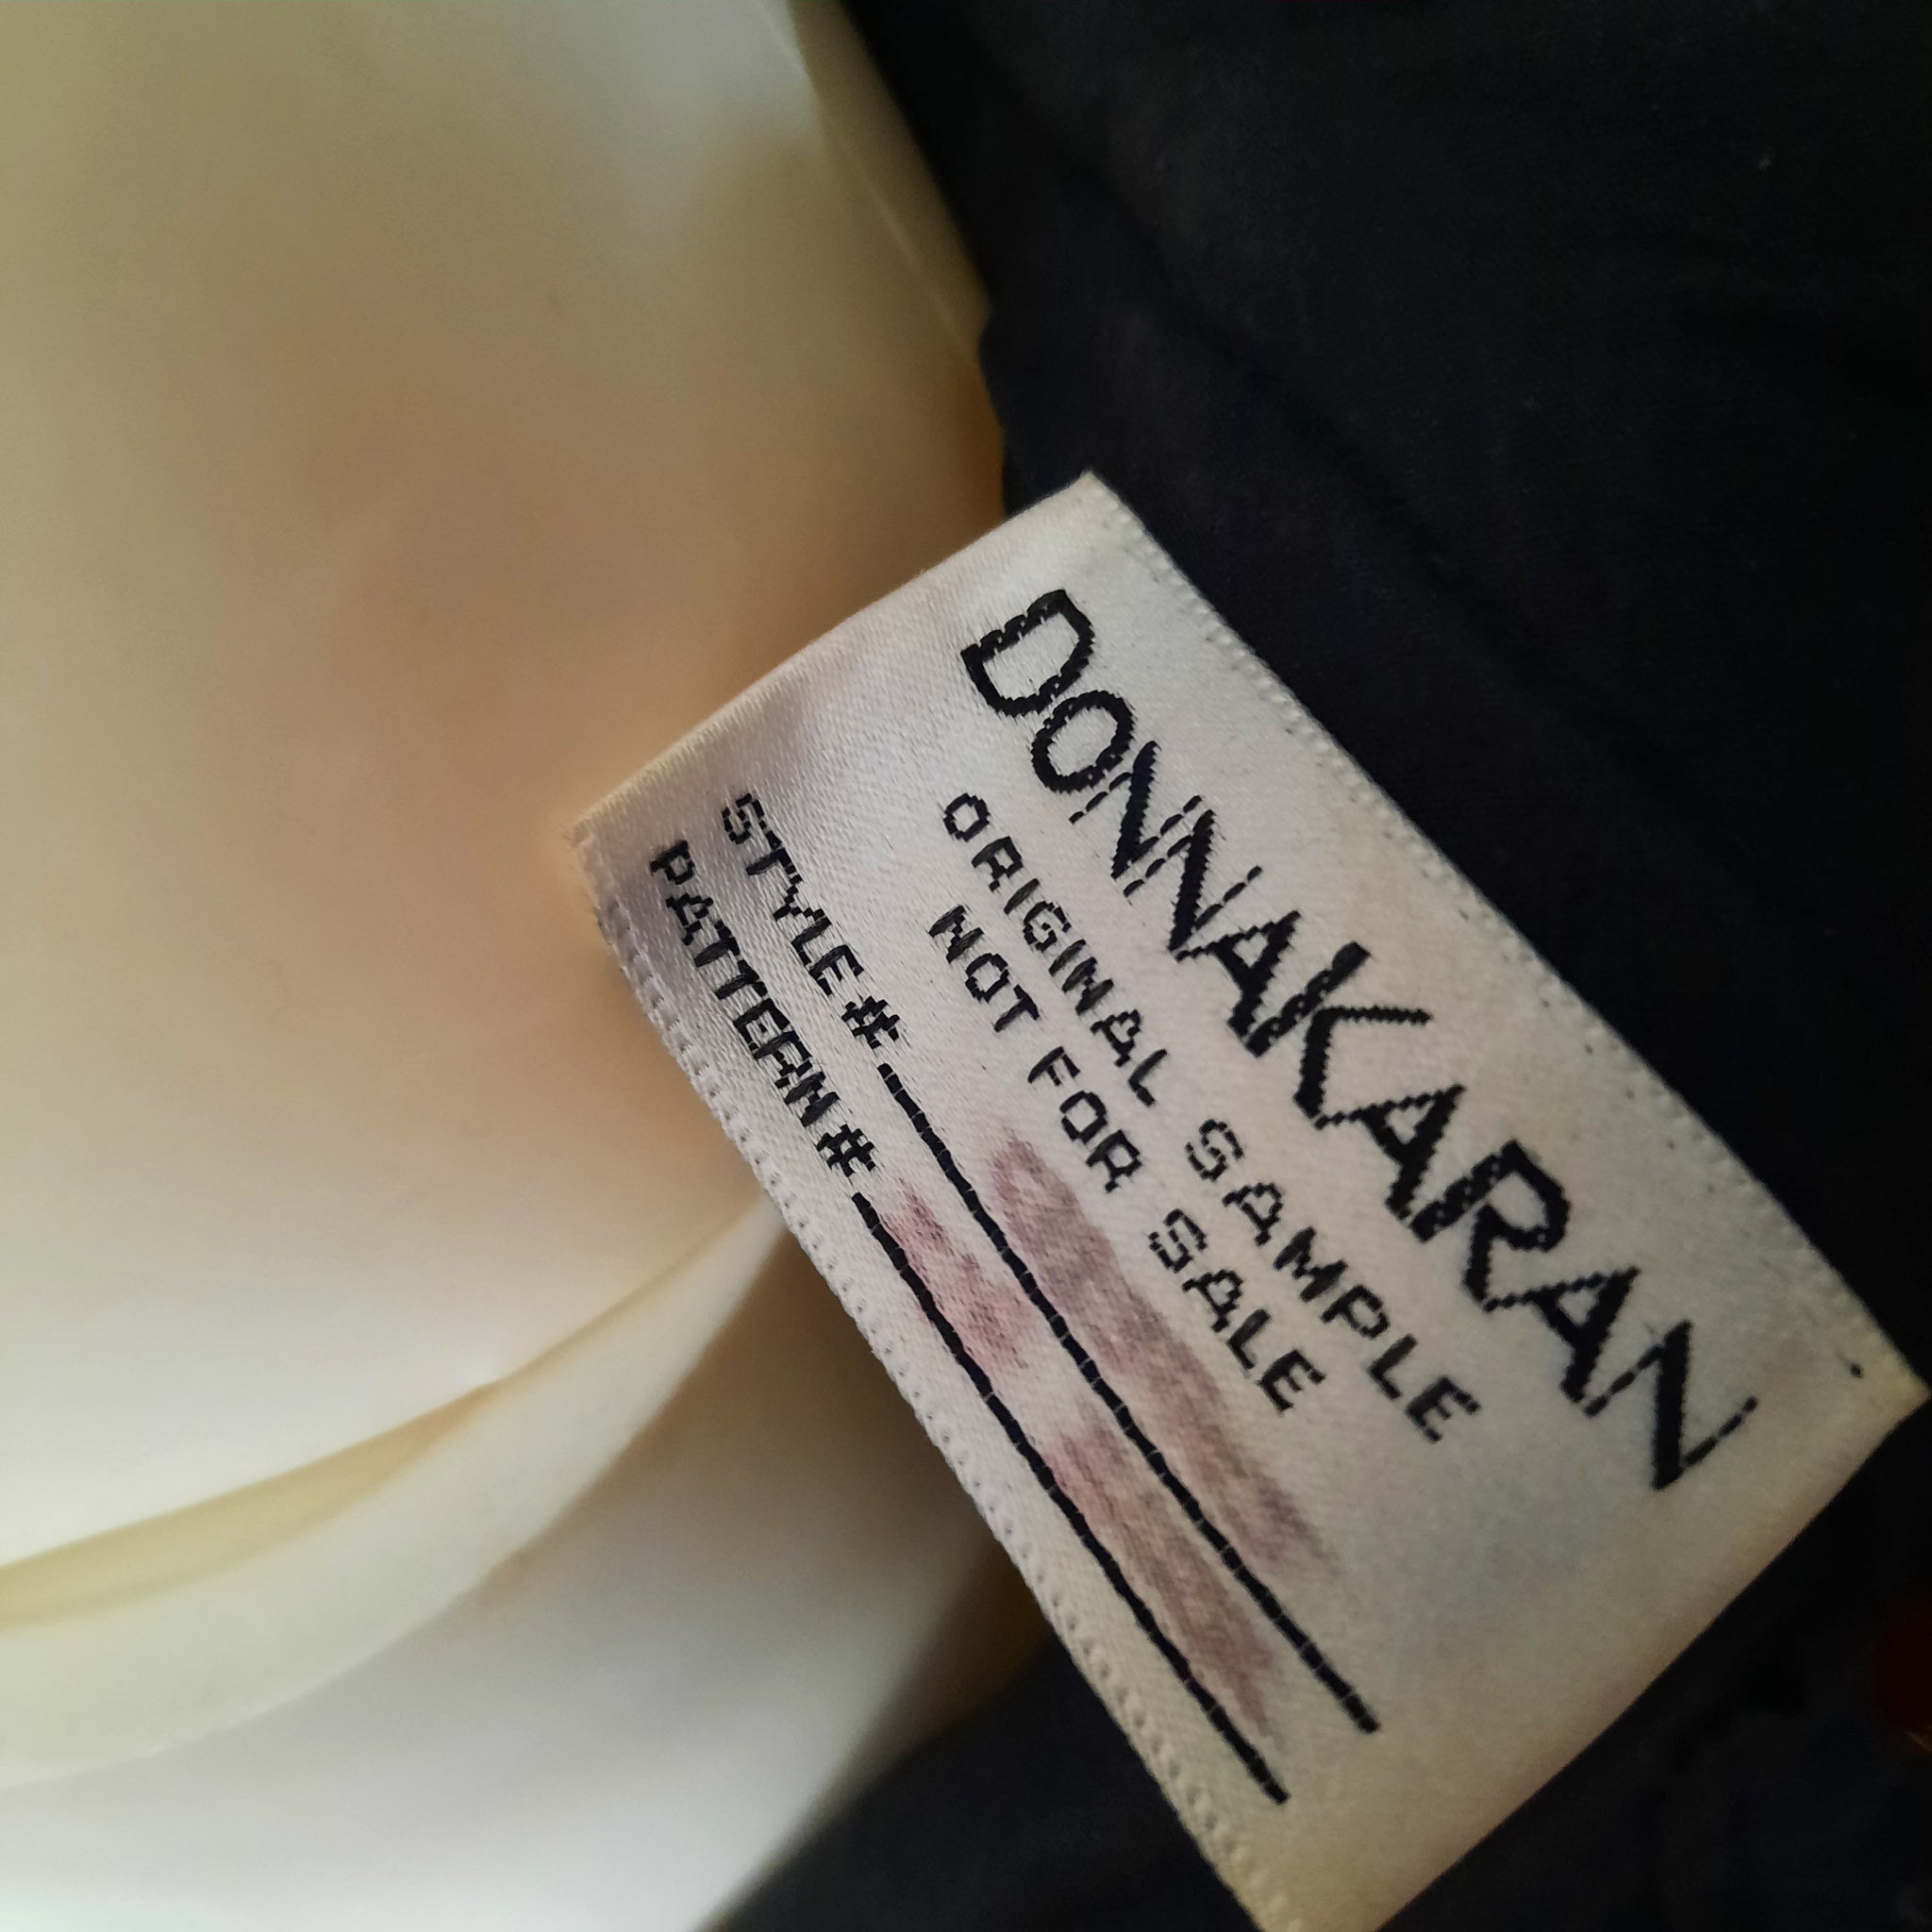 DONNAKARAN
ORIGINAL SAMPLE
NOT FOR SALE
STYLE#
PATTERN#